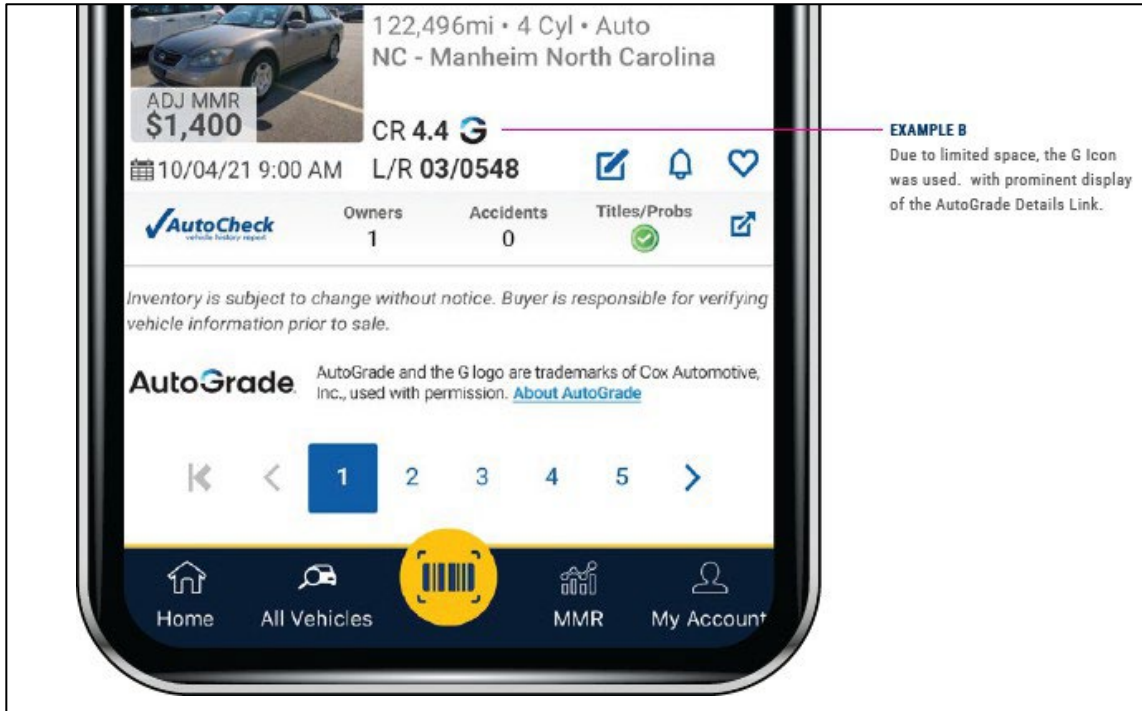 122,496mi • 4 Cyl • Auto
NC - Manheim North Carolina
ADJ MMR
$1,400
CR 4.4 G
10/04/21 9:00 AM L/R 03/0548
AutoCheck
vehicle history report
Owners Accidents Titles/Probs
1 0
Inventory is subject to change without notice. Buyer is responsible for verifying
vehicle information prior to sale.
AutoGrade
AutoGrade and the G logo are trademarks of Cox Automotive,
Inc., used with permission. About AutoGrade
1 2 3 4 5
Home All Vehicles MMR My Account
EXAMPLE B
Due to limited space, the G Icon
was used. with prominent display
of the AutoGrade Details Link.